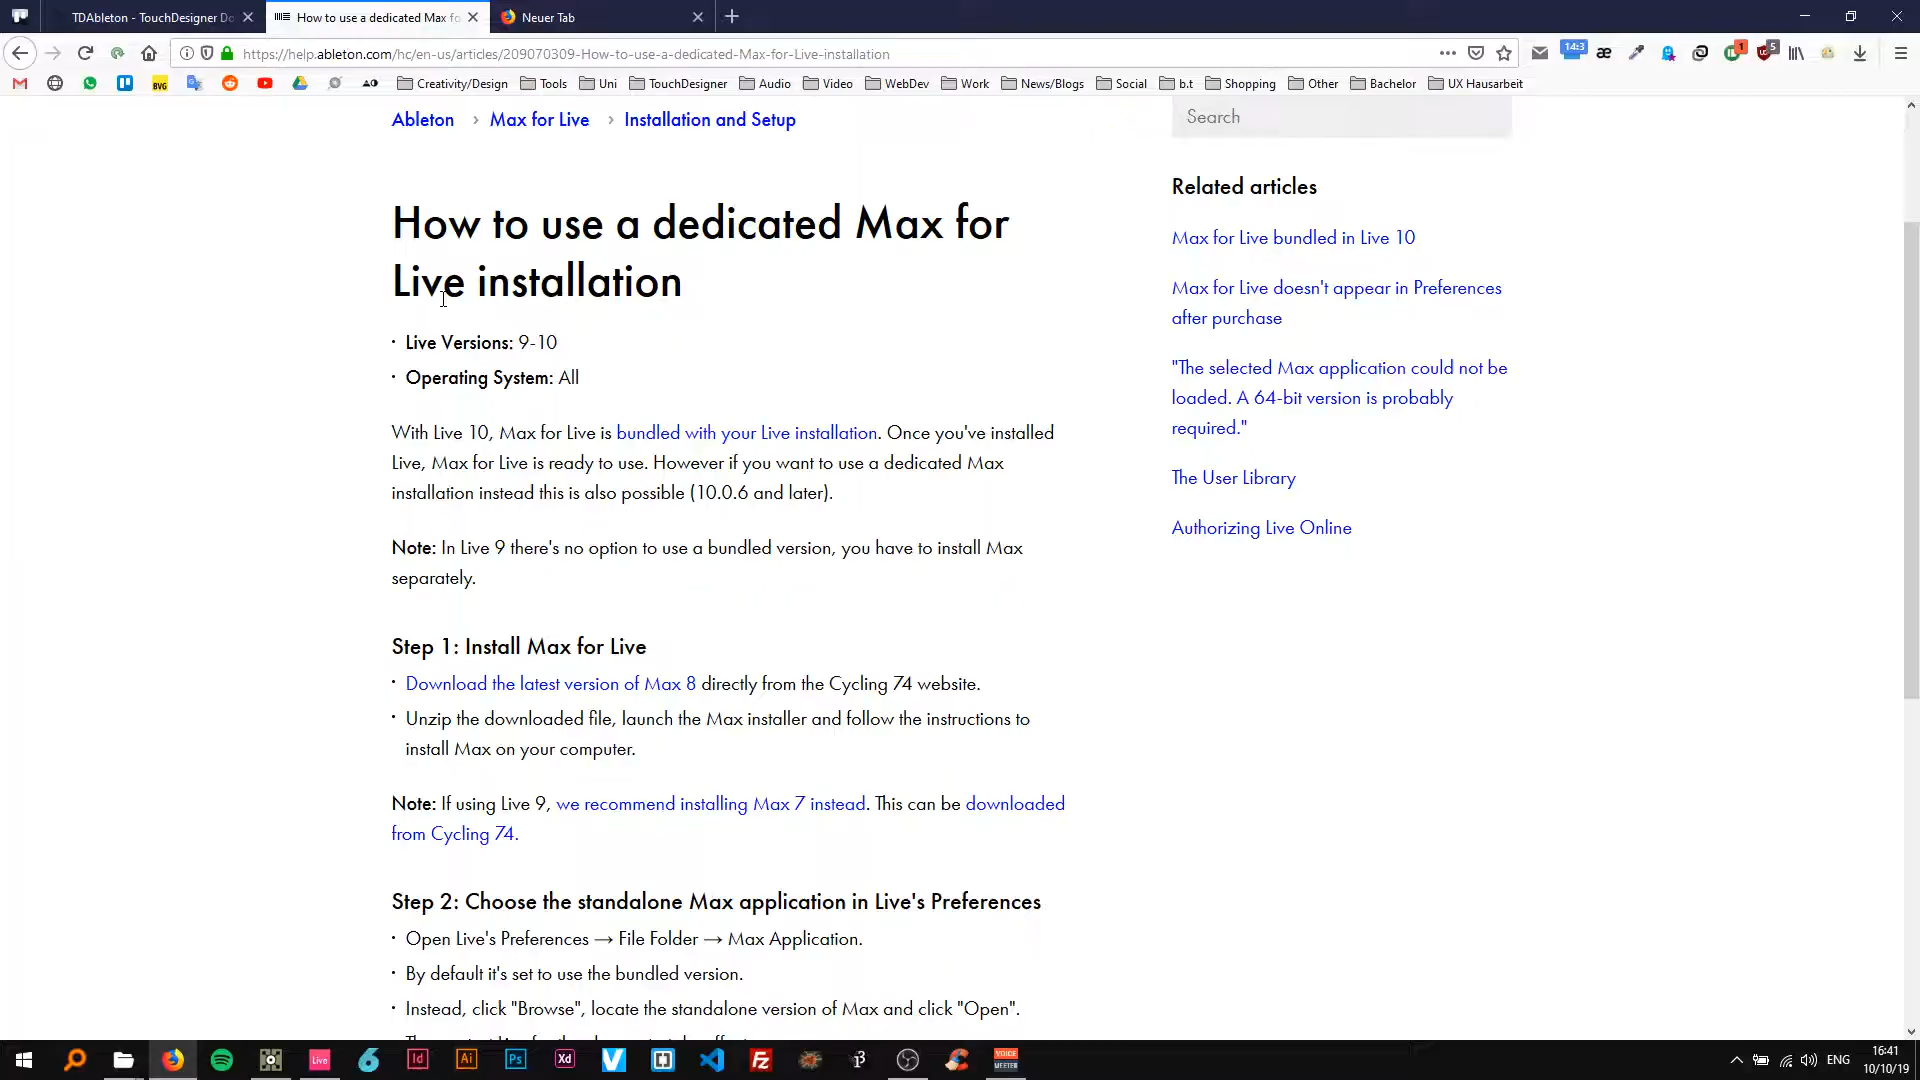 TDAbleton - TouchDesigner Do
How to use a dedicated Max fo
Neuer Tab
https://help.ableton.com/hc/en-us/articles/209070309-How-to-use-a-dedicated-Max-for-Live-installation
14:3
æ
1
5
BVG
Creativity/Design
Tools
Uni
TouchDesigner
Audio
Video
WebDev
Work
News/Blogs
Social
b.t
Shopping
Other
Bachelor
UX Hausarbeit
Ableton > Max for Live > Installation and Setup
Search
How to use a dedicated Max for
Live installation
• Live Versions: 9-10
• Operating System: All
With Live 10, Max for Live is bundled with your Live installation. Once you've installed
Live, Max for Live is ready to use. However if you want to use a dedicated Max
installation instead this is also possible (10.0.6 and later).
Note: In Live 9 there's no option to use a bundled version, you have to install Max
separately.
Step 1: Install Max for Live
• Download the latest version of Max 8 directly from the Cycling 74 website.
• Unzip the downloaded file, launch the Max installer and follow the instructions to
install Max on your computer.
Note: If using Live 9, we recommend installing Max 7 instead. This can be downloaded
from Cycling 74.
Step 2: Choose the standalone Max application in Live's Preferences
• Open Live's Preferences → File Folder → Max Application.
• By default it's set to use the bundled version.
• Instead, click "Browse", locate the standalone version of Max and click "Open".
Related articles
Max for Live bundled in Live 10
Max for Live doesn't appear in Preferences
after purchase
"The selected Max application could not be
loaded. A 64-bit version is probably
required."
The User Library
Authorizing Live Online
Live
Id
Ai
Ps
Xd
Fz
VOICE
MEETER
ENG
16:41
10/10/19